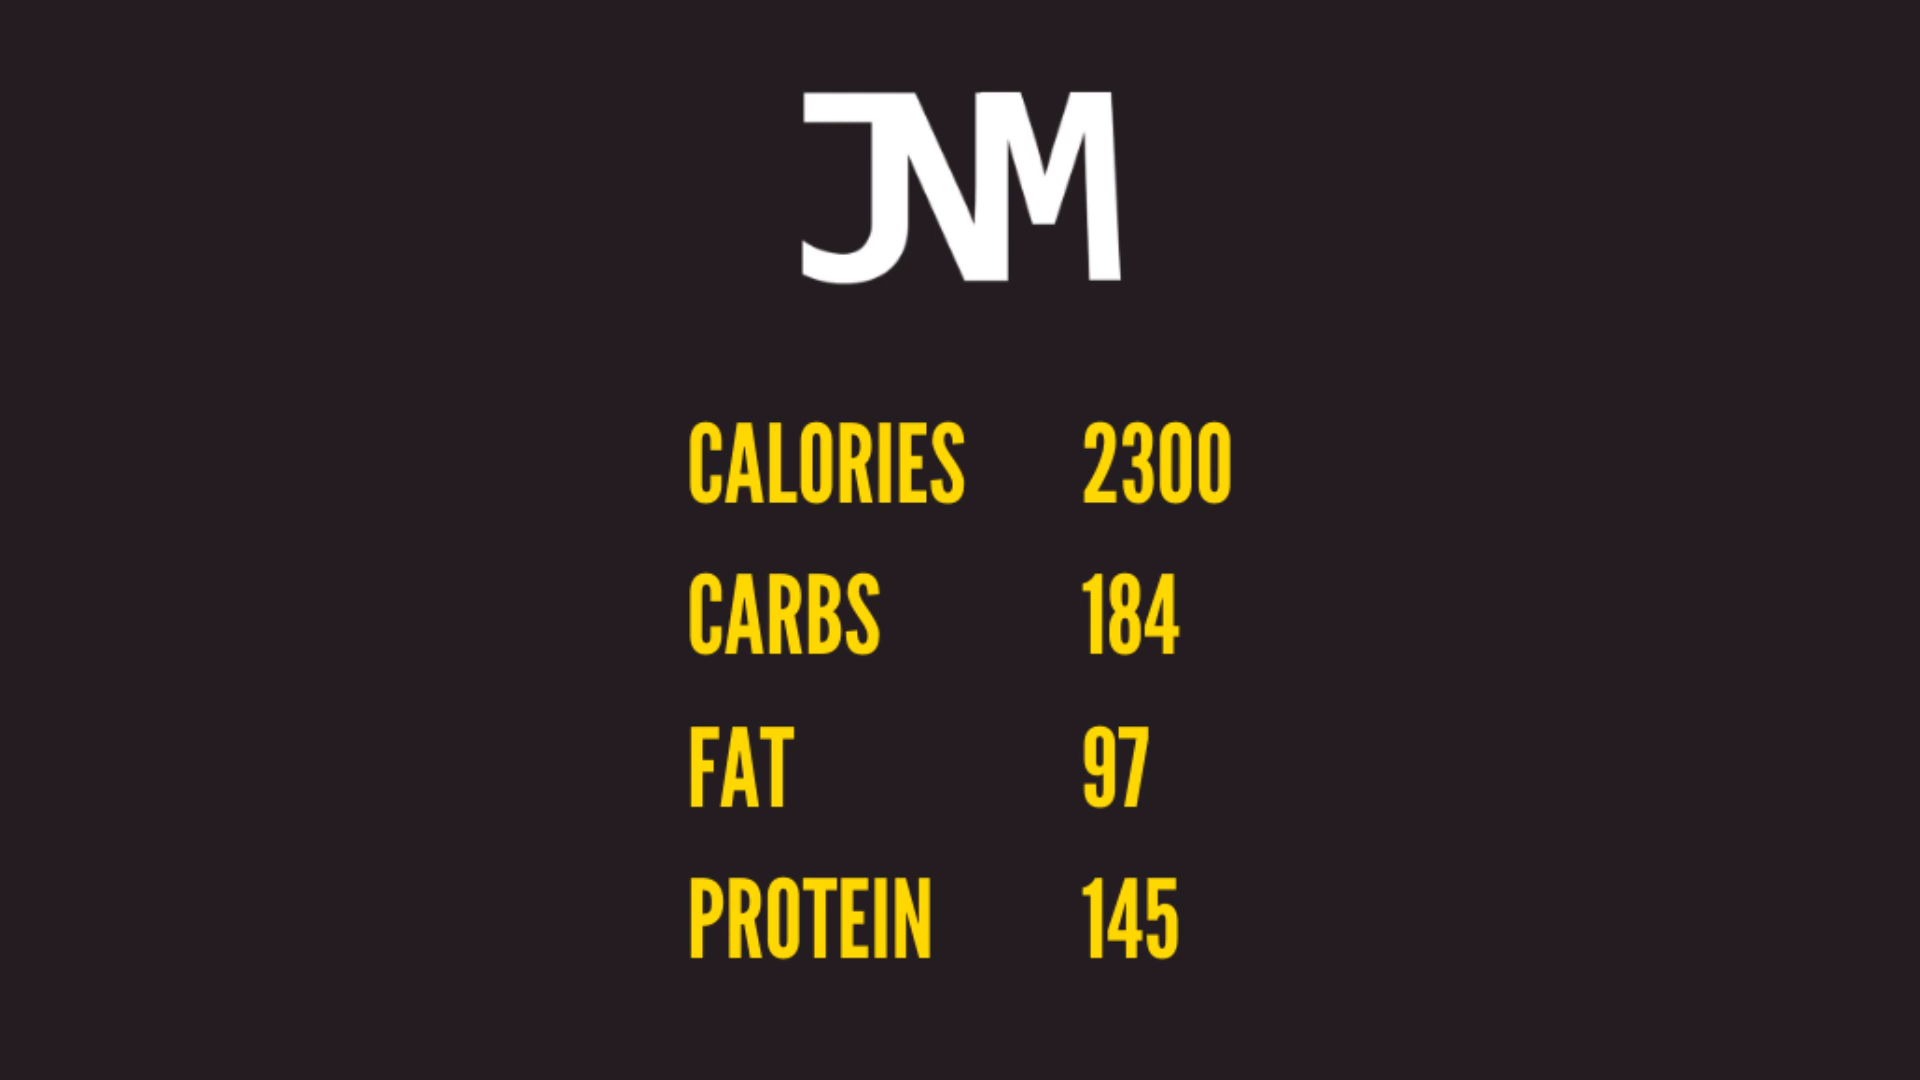 JNM
CALORIES 2300
CARBS 184
FAT 97
PROTEIN 145